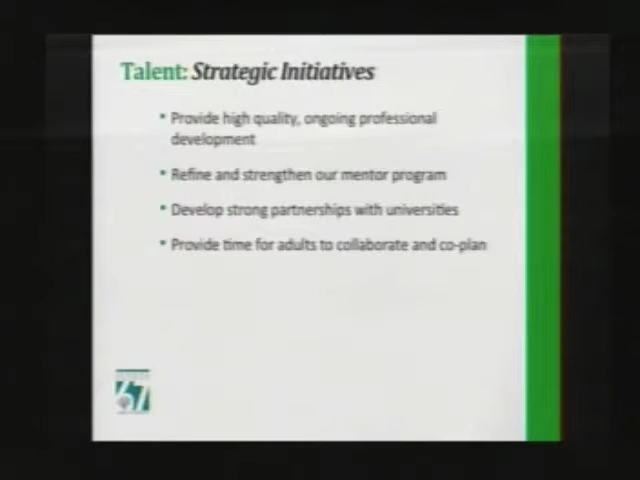 Talent: Strategic Initiatives
• Provide high quality, ongoing professional
development
• Refine and strengthen our mentor program
• Develop strong partnerships with universities
• Provide time for adults to collaborate and co-plan
67